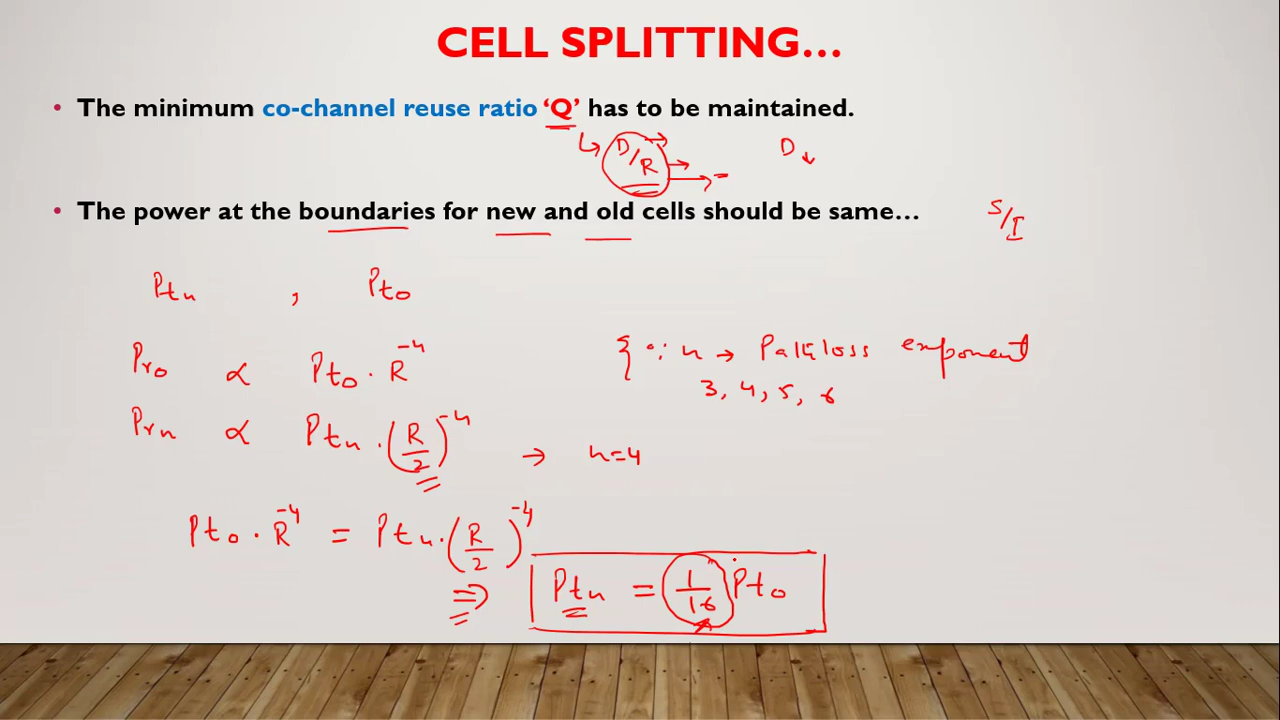 CELL SPLITTING...
• The minimum co-channel reuse ratio ‘Q’ has to be maintained.
D/R D↓
• The power at the boundaries for new and old cells should be same...
S/I
Ptn , Pto
Pro ∝ Pto · R^-4
{ ∵ n → Pathloss exponent
3, 4, 5, 6
Prn ∝ Ptn · (R/2)^-4 → n=4
Pto · R^-4 = Ptn · (R/2)^-4
⇒ Ptn = 1/16 Pto